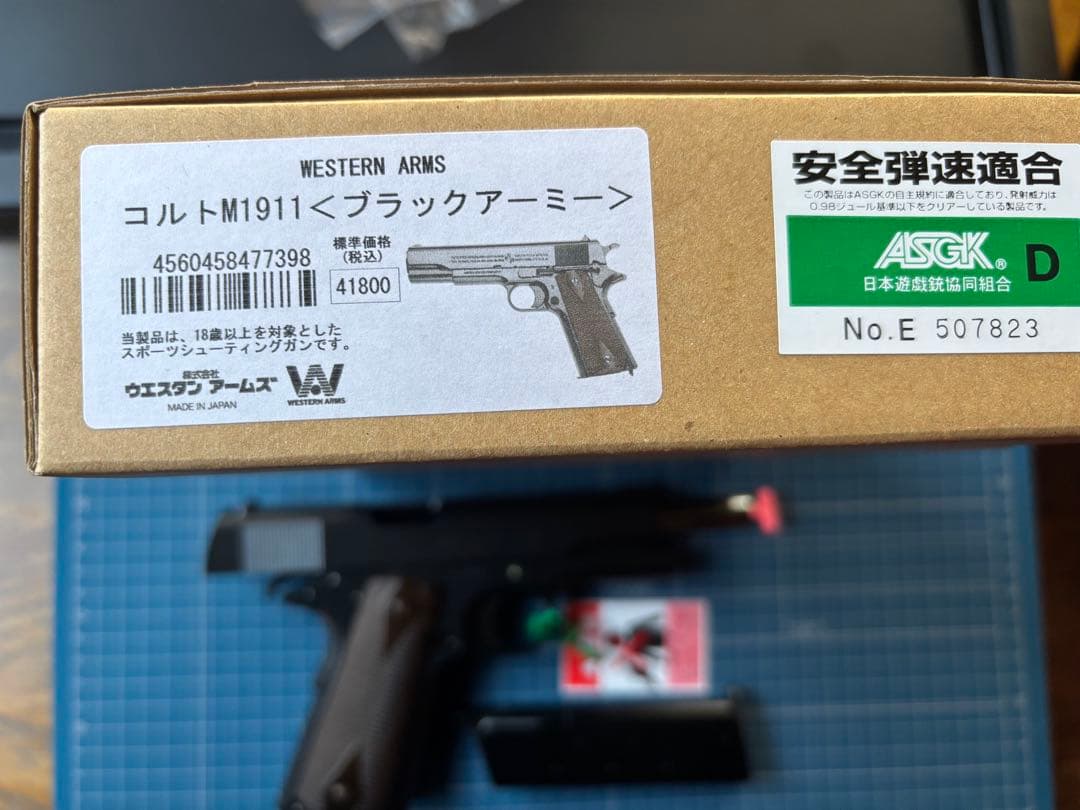 WESTERN ARMS
コルトM1911＜ブラックアーミー＞
4560458477398
標準価格
(税込)
41800
当製品は、18歳以上を対象とした
スポーツシューティングガンです。
株式会社
ウエスタン アームズ
MADE IN JAPAN
WESTERN ARMS
安全弾速適合
この製品はASGKの自主規約に適合しており、発射威力は
0.98ジュール基準以下をクリアーしている製品です。
ASGK®
D
日本遊戯銃協同組合
No.E 507823